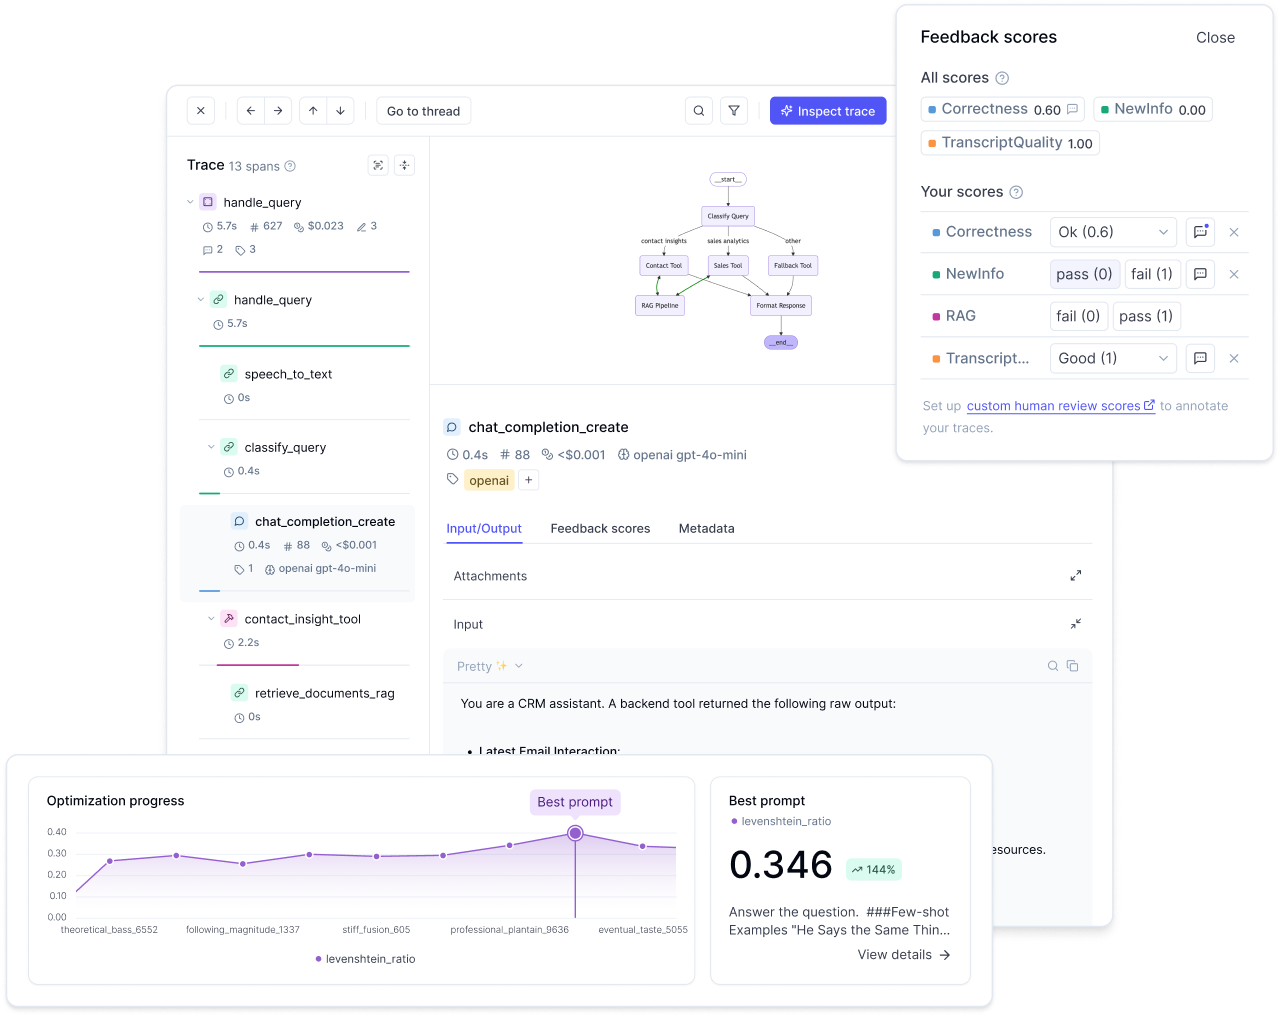 Feedback scores
Close
All scores
Correctness 0.60
NewInfo 0.00
TranscriptQuality 1.00
Your scores
Correctness
Ok (0.6)
NewInfo
pass (0)
fail (1)
RAG
fail (0)
pass (1)
Transcript...
Good (1)
Set up custom human review scores to annotate
your traces.
Go to thread
Inspect trace
Trace 13 spans
handle_query
5.7s
627
$0.023
3
2
3
handle_query
5.7s
speech_to_text
0s
classify_query
0.4s
chat_completion_create
0.4s
88
<$0.001
1
openai gpt-4o-mini
contact_insight_tool
2.2s
retrieve_documents_rag
0s
__start__
Classify Query
contact insights
sales analytics
other
Contact Tool
Sales Tool
Fallback Tool
RAG Pipeline
Format Response
__end__
chat_completion_create
0.4s
88
<$0.001
openai gpt-4o-mini
openai
+
Input/Output
Feedback scores
Metadata
Attachments
Input
Pretty ✨
You are a CRM assistant. A backend tool returned the following raw output:
• Latest Email Interaction:
esources.
Optimization progress
Best prompt
0.40
0.30
0.20
0.10
0.00
theoretical_bass_6552
following_magnitude_1337
stiff_fusion_605
professional_plantain_9636
eventual_taste_5055
levenshtein_ratio
Best prompt
levenshtein_ratio
0.346
144%
Answer the question. ###Few-shot
Examples "He Says the Same Thin...
View details